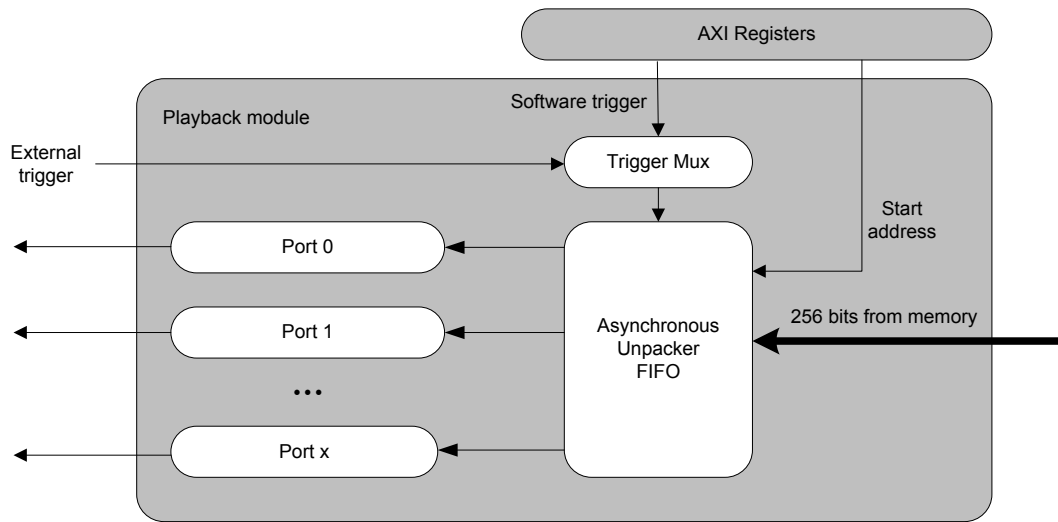 AXI Registers
Software trigger
Playback module
External
trigger
Trigger Mux
Start
address
Port 0
256 bits from memory
Port 1
Asynchronous
Unpacker
FIFO
...
Port x